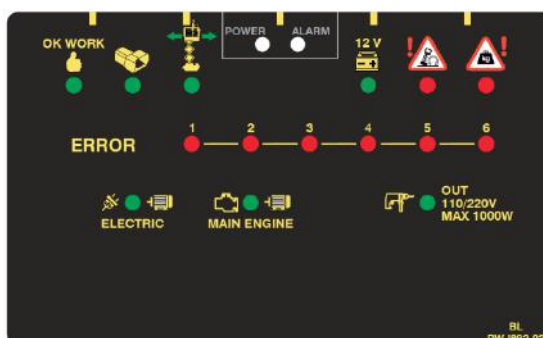 OK WORK
POWER
ALARM
12 V
kg
ERROR
1 2 3 4 5 6
ELECTRIC
MAIN ENGINE
OUT
110/220V
MAX 1000W
BL